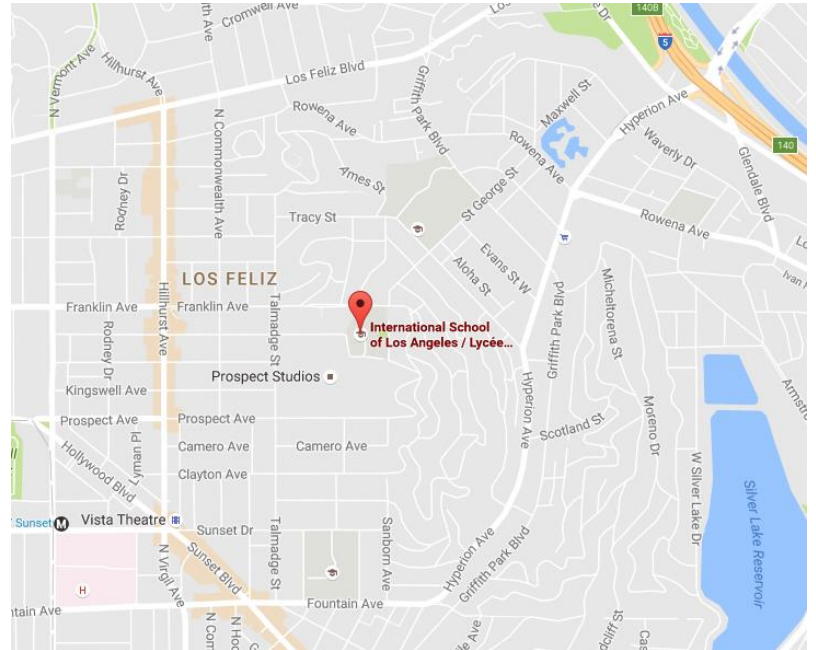 Cromwell Ave
140B
5
N Vermont Ave
Hillhurst Ave
Los Feliz Blvd
Griffith Park Blvd
Riverside Dr
Maxwell St
Hyperion Ave
Rowena Ave
Rowena Ave
Waverly Dr
140
Glendale Blvd
N Commonwealth Ave
Rodney Dr
Ames St
St George St
Tracy St
Rowena Ave
Evans St W
Aloha St
LOS FELIZ
Franklin Ave
Franklin Ave
Hillhurst Ave
Talmadge St
International School
of Los Angeles / Lycée...
Micheltorena St
Griffith Park Blvd
Rodney Dr
Prospect Studios
Kingswell Ave
Hyperion Ave
Moreno Dr
Prospect Ave
Prospect Ave
Scotland St
Lyman Pl
Camero Ave
Camero Ave
Hollywood Blvd
Clayton Ave
W Silver Lake Dr
Silver Lake Reservoir
Sunset
M
Vista Theatre
Sunset Dr
Talmadge St
Sanborn Ave
Hyperion Ave
Griffith Park Blvd
N Virgil Ave
Sunset Blvd
H
ntain Ave
Fountain Ave
N Com
N Hoo